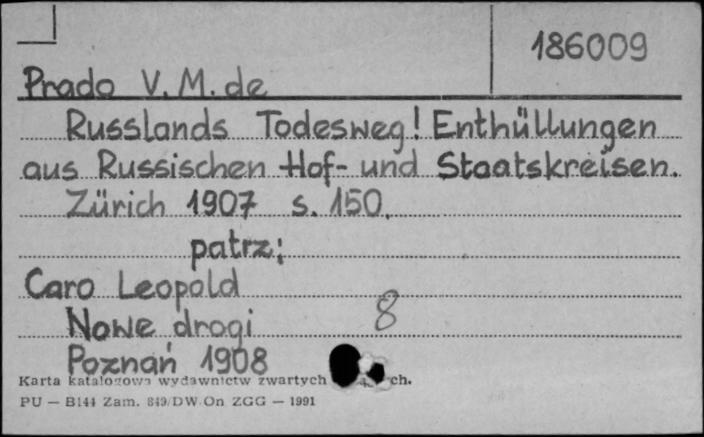 186009
Prado V. M. de
Russlands Todesweg! Enthüllungen
aus Russischen Hof- und Staatskreisen.
Zürich 1907 s. 150.
patrz:
Caro Leopold
Nowe drogi 8
Poznań 1908
Karta katalogowa wydawnictw zwartych ch.
PU — B144 Zam. 849/DW On ZGG — 1991